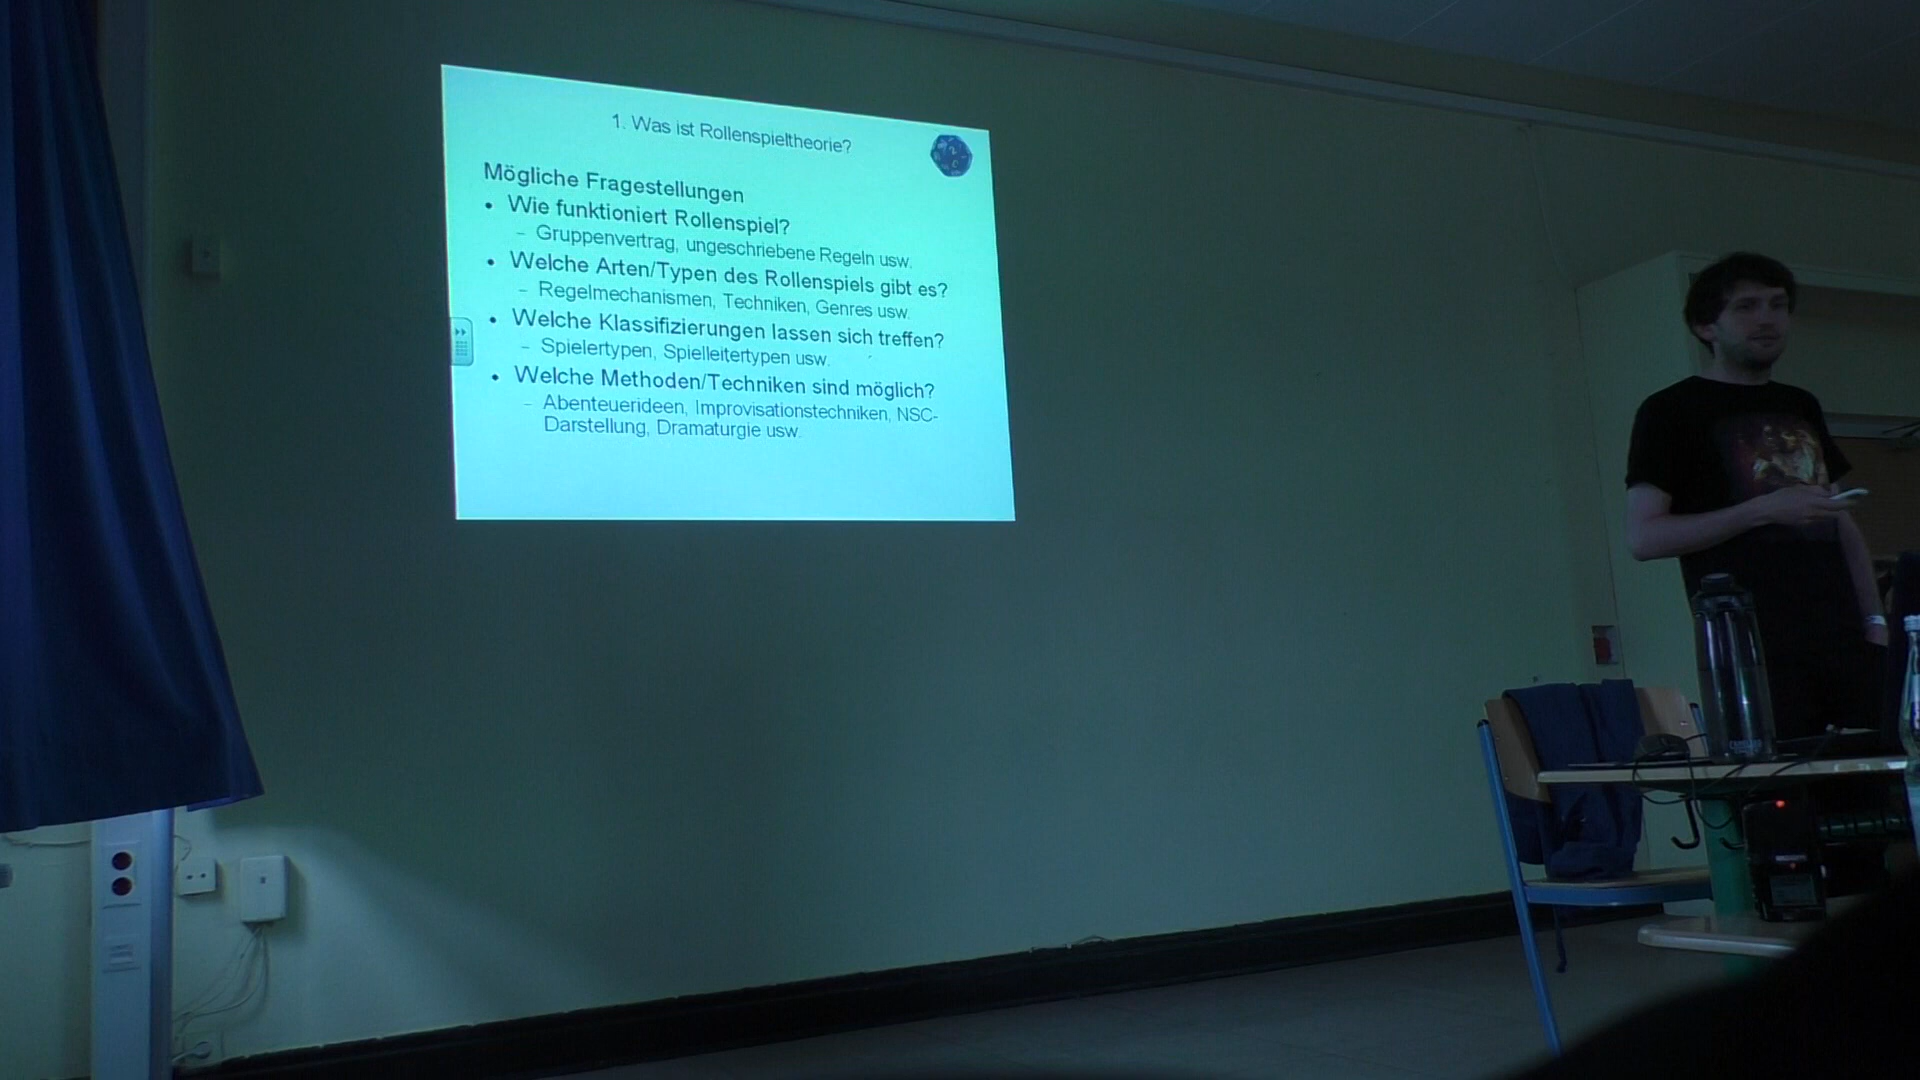 1. Was ist Rollenspieltheorie?
Mögliche Fragestellungen
• Wie funktioniert Rollenspiel?
– Gruppenvertrag, ungeschriebene Regeln usw.
• Welche Arten/Typen des Rollenspiels gibt es?
– Regelmechanismen, Techniken, Genres usw.
• Welche Klassifizierungen lassen sich treffen?
– Spielertypen, Spielleitertypen usw.
• Welche Methoden/Techniken sind möglich?
– Abenteuerideen, Improvisationstechniken, NSC-
Darstellung, Dramaturgie usw.